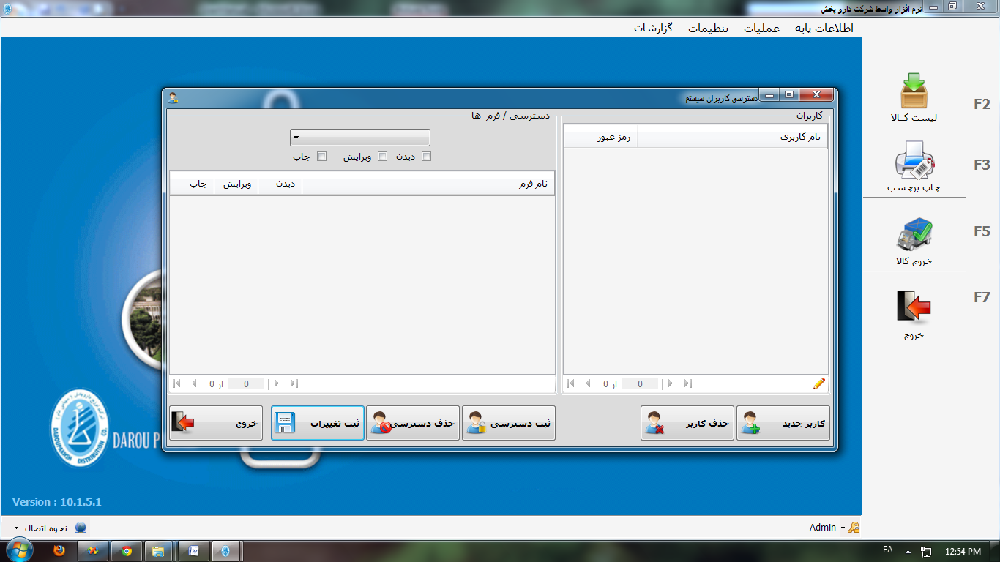 نرم افزار واسط شرکت دارو پخش
اطلاعات پایه عملیات تنظیمات گزارشات
F2
لیست کـالا
F3
چاپ برچسب
F5
خروج کالا
F7
خروج
دسترسی کاربران سیستم
کاربران
نام کاربری رمز عبور
0 از 0
کاربر جدید
حذف کاربر
دسترسی / فرم ها
دیدن ویرایش چاپ
نام فرم دیدن ویرایش چاپ
0 از 0
ثبت دسترسی
حذف دسترسی
ثبت تغییرات
خروج
DAROU P
DAROUPAKHSH DISTRIBUTION CO.
Version : 10.1.5.1
Admin
نحوه اتصال
FA
12:54 PM